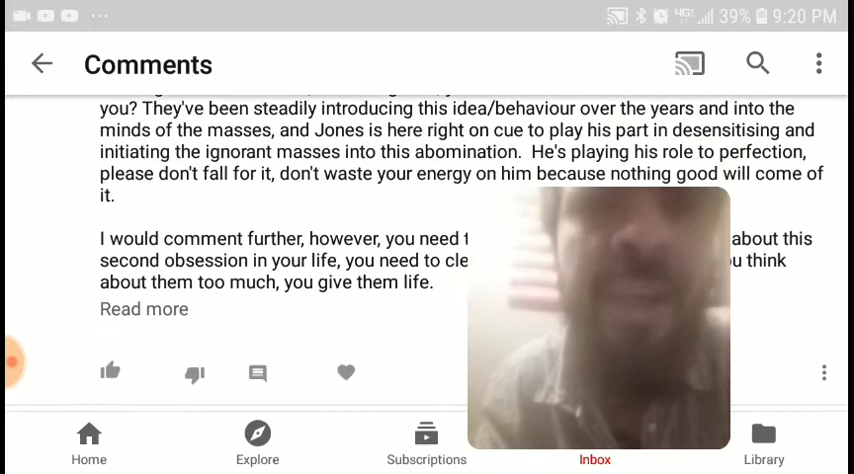 39% 9:20 PM
Comments
you? They've been steadily introducing this idea/behaviour over the years and into the
minds of the masses, and Jones is here right on cue to play his part in desensitising and
initiating the ignorant masses into this abomination. He's playing his role to perfection,
please don't fall for it, don't waste your energy on him because nothing good will come of
it.
I would comment further, however, you need about this
second obsession in your life, you need to think
about them too much, you give them life.
Read more
Home Explore Subscriptions Inbox Library